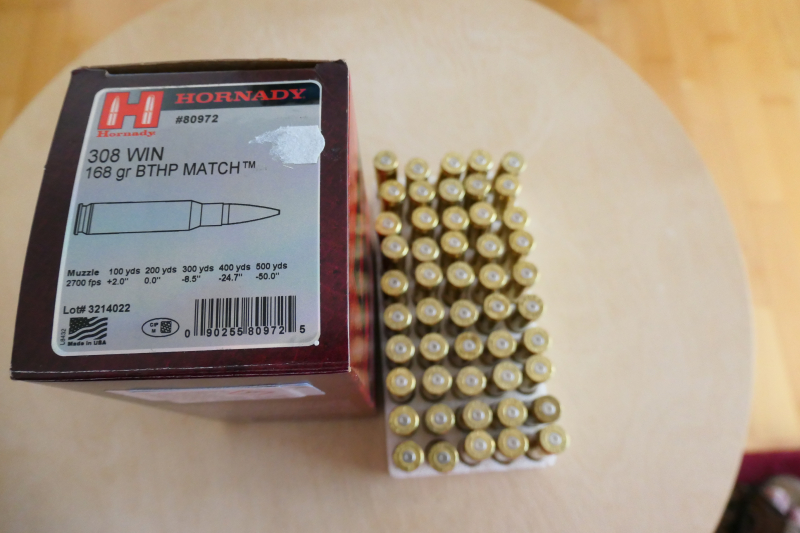 HORNADY
Hornady
#80972
308 WIN
168 gr BTHP MATCH™
Muzzle 100 yds 200 yds 300 yds 400 yds 500 yds
2700 fps +2.0" 0.0" -8.5" -24.7" -50.0"
Lot# 3214022
Made in USA
CIP
0 90255 80972 5